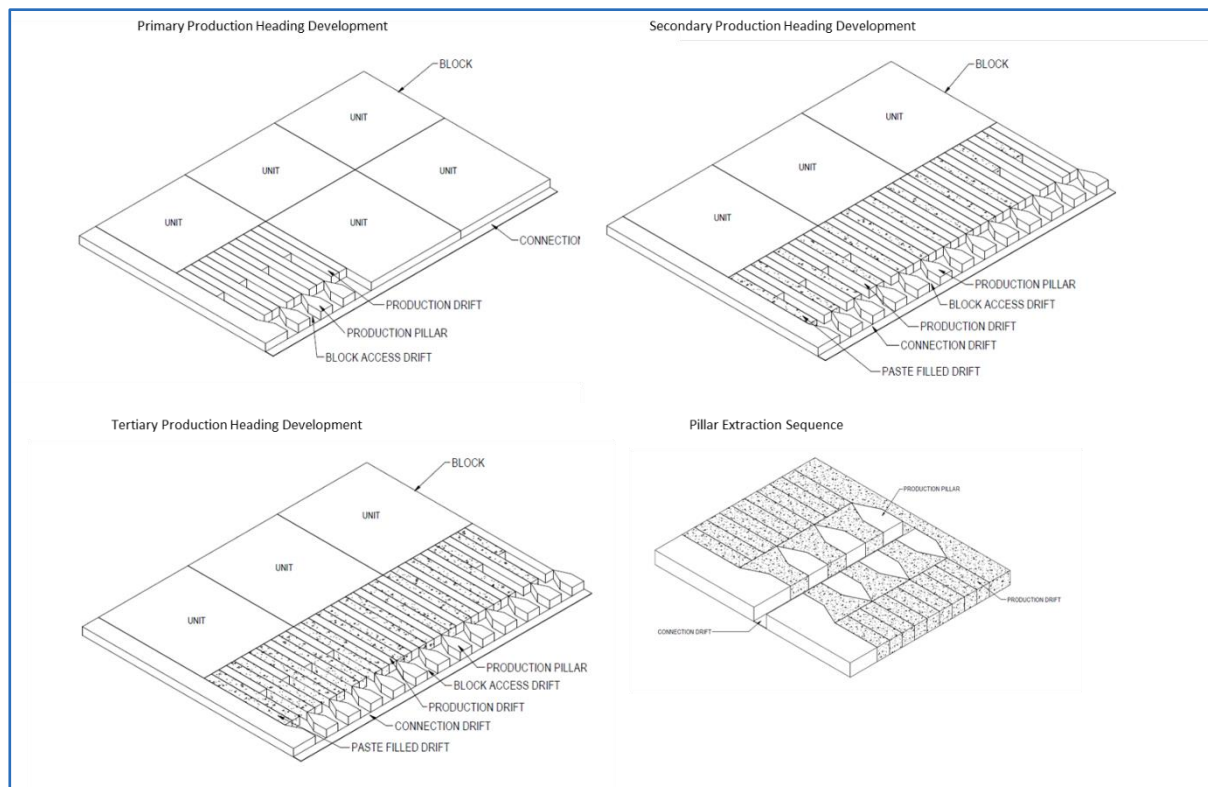 Primary Production Heading Development
BLOCK
UNIT
UNIT
UNIT
UNIT
UNIT
CONNECTION
PRODUCTION DRIFT
PRODUCTION PILLAR
BLOCK ACCESS DRIFT
Secondary Production Heading Development
BLOCK
UNIT
UNIT
UNIT
PRODUCTION PILLAR
BLOCK ACCESS DRIFT
PRODUCTION DRIFT
CONNECTION DRIFT
PASTE FILLED DRIFT
Tertiary Production Heading Development
BLOCK
UNIT
UNIT
UNIT
PRODUCTION PILLAR
BLOCK ACCESS DRIFT
PRODUCTION DRIFT
CONNECTION DRIFT
PASTE FILLED DRIFT
Pillar Extraction Sequence
PRODUCTION PILLAR
PRODUCTION DRIFT
CONNECTION DRIFT